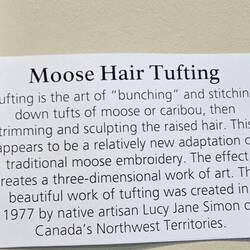 Moose Hair Tufting
ufting is the art of “bunching” and stitchin
down tufts of moose or caribou, then
trimming and sculpting the raised hair. This
appears to be a relatively new adaptation o
traditional moose embroidery. The effect
reates a three-dimensional work of art. Th
beautiful work of tufting was created in
1977 by native artisan Lucy Jane Simon o
Canada’s Northwest Territories.